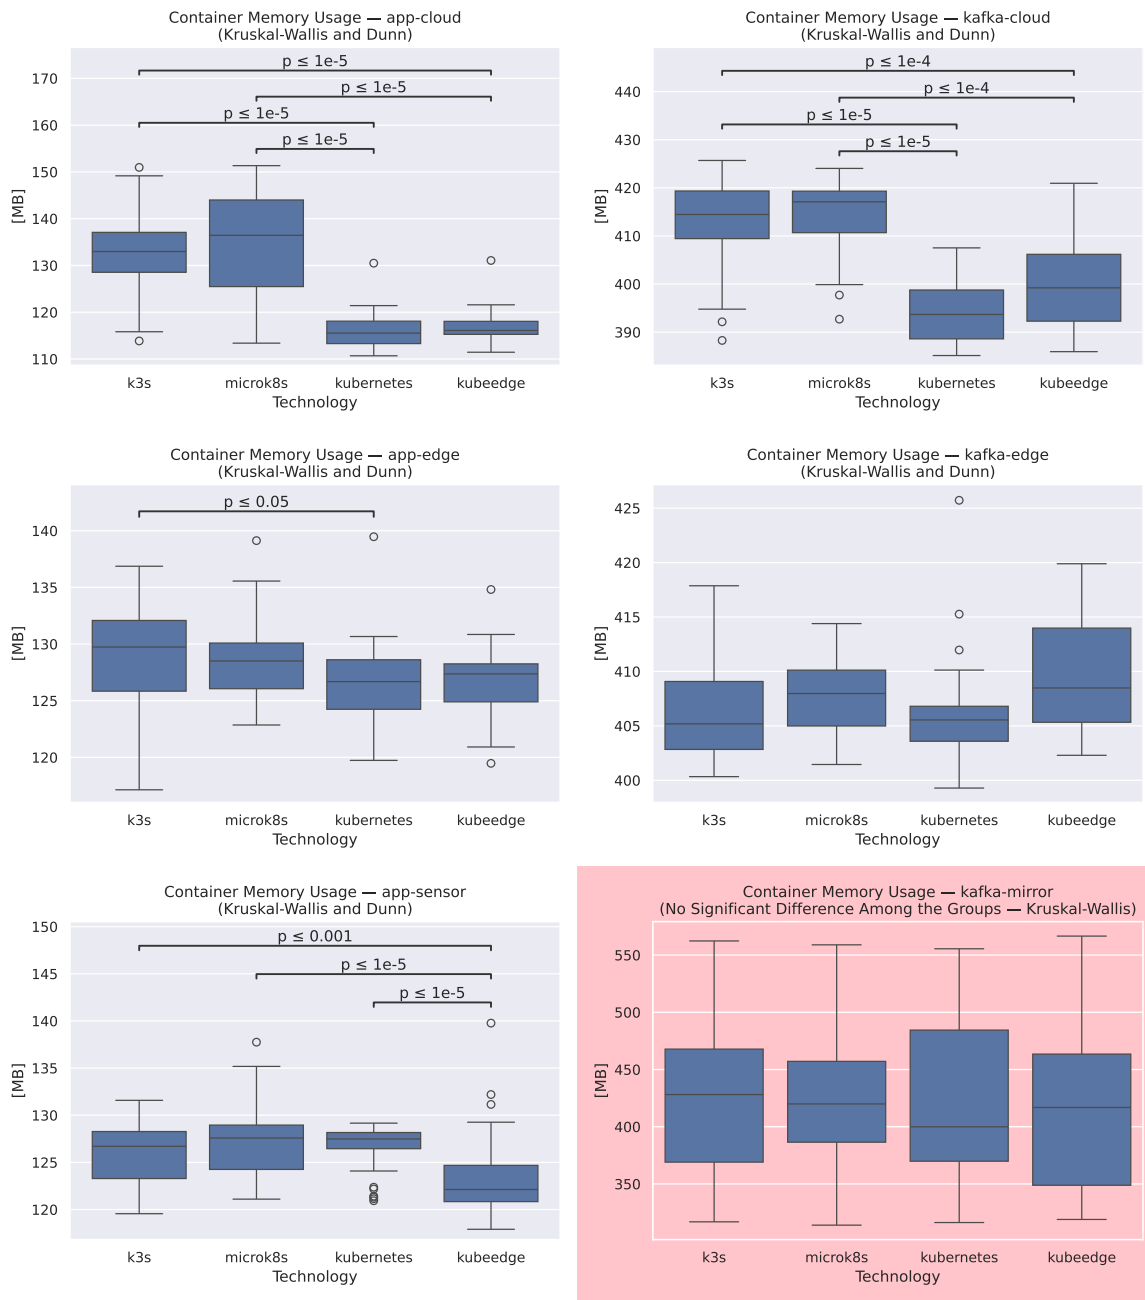 Container Memory Usage — app-cloud
(Kruskal-Wallis and Dunn)
p ≤ 1e-5
p ≤ 1e-5
p ≤ 1e-5
p ≤ 1e-5
170
160
150
140
130
120
110
[MB]
k3s microk8s kubernetes kubeedge
Technology
Container Memory Usage — kafka-cloud
(Kruskal-Wallis and Dunn)
p ≤ 1e-4
p ≤ 1e-4
p ≤ 1e-5
p ≤ 1e-5
440
430
420
410
400
390
[MB]
k3s microk8s kubernetes kubeedge
Technology
Container Memory Usage — app-edge
(Kruskal-Wallis and Dunn)
p ≤ 0.05
140
135
130
125
120
[MB]
k3s microk8s kubernetes kubeedge
Technology
Container Memory Usage — kafka-edge
(Kruskal-Wallis and Dunn)
425
420
415
410
405
400
[MB]
k3s microk8s kubernetes kubeedge
Technology
Container Memory Usage — app-sensor
(Kruskal-Wallis and Dunn)
p ≤ 0.001
p ≤ 1e-5
p ≤ 1e-5
150
145
140
135
130
125
120
[MB]
k3s microk8s kubernetes kubeedge
Technology
Container Memory Usage — kafka-mirror
(No Significant Difference Among the Groups — Kruskal-Wallis)
550
500
450
400
350
[MB]
k3s microk8s kubernetes kubeedge
Technology